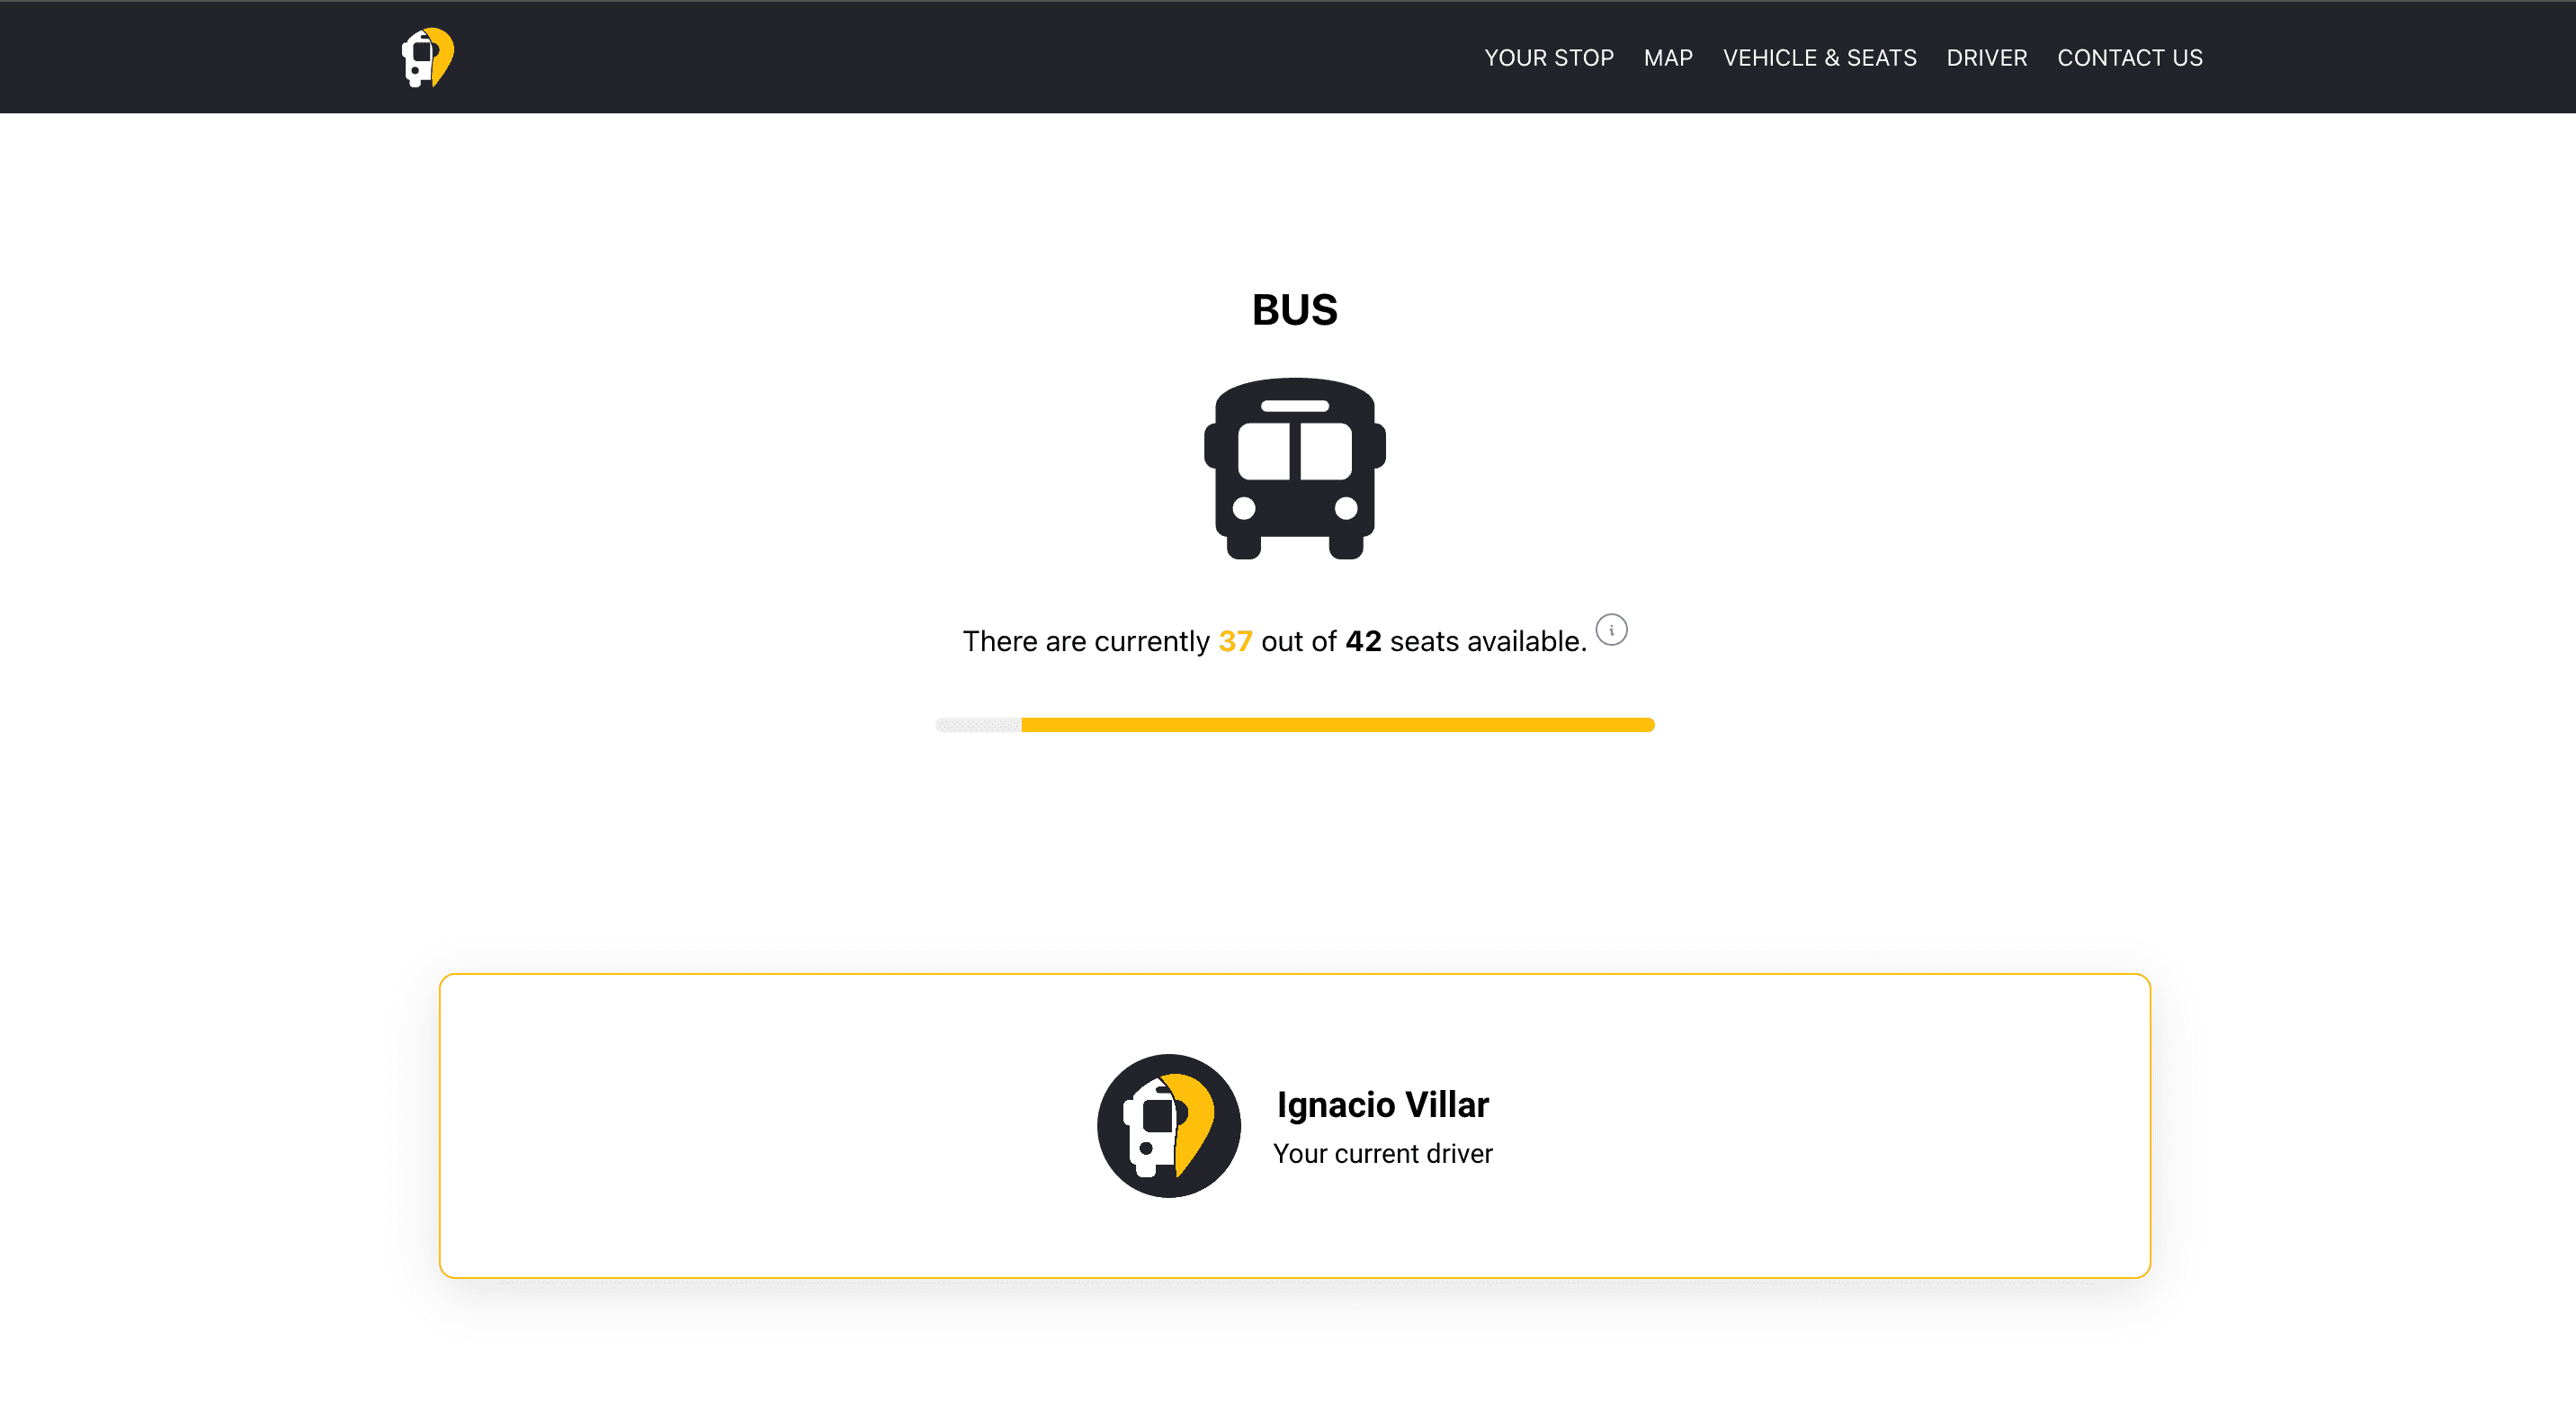 YOUR STOP MAP VEHICLE & SEATS DRIVER CONTACT US
BUS
There are currently 37 out of 42 seats available. i
Ignacio Villar
Your current driver